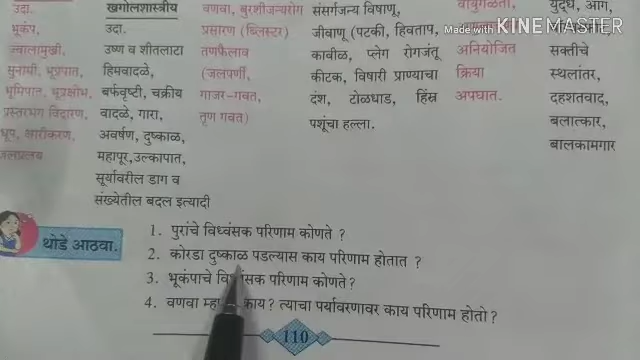 Made with KINEMASTER
उदा. खगोलशास्त्रीय वणवा, बुरशीजन्यरोग संसर्गजन्य विषाणू, वायुगळती, युद्ध, आग,
भूकंप, उदा. प्रसारण (ब्लिस्टर) जीवाणू (पटकी, हिवताप,
ज्वालामुखी, उष्ण व शीतलाटा तणफैलाव कावीळ, प्लेग रोगजंतू अनियोजित सक्तीचे
सुनामी, भूप्रपात, हिमवादळे, (जलपर्णी, कीटक, विषारी प्राण्याचा क्रिया स्थलांतर,
भूमिपात, भूप्रक्षोभ, बर्फवृष्टी, चक्रीय गाजर-गवत, दंश, टोळधाड, हिंस्र अपघात. दहशतवाद,
प्रस्तरभंग विदारण, वादळे, गारा, तृण गवत) पशूंचा हल्ला. बलात्कार,
धूप, क्षारीकरण, अवर्षण, दुष्काळ, बालकामगार
जलप्रलय महापूर,उल्कापात,
सूर्यावरील डाग व
संख्येतील बदल इत्यादी
थोडे आठवा.
1. पुरांचे विध्वंसक परिणाम कोणते ?
2. कोरडा दुष्काळ पडल्यास काय परिणाम होतात ?
3. भूकंपाचे परिणाम कोणते?
4. वणवा काय? त्याचा पर्यावरणावर काय परिणाम होतो ?
110